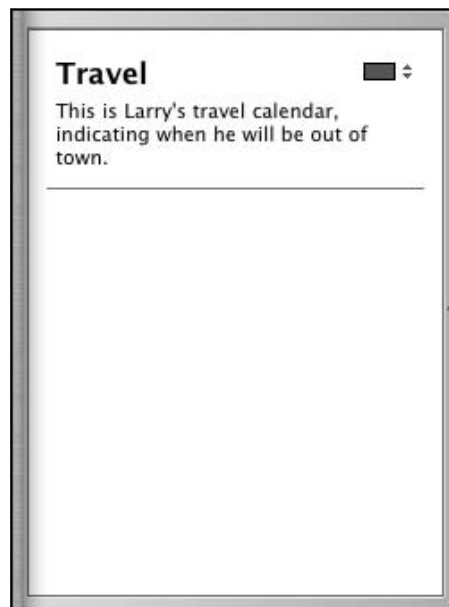 Travel
This is Larry's travel calendar,
indicating when he will be out of
town.